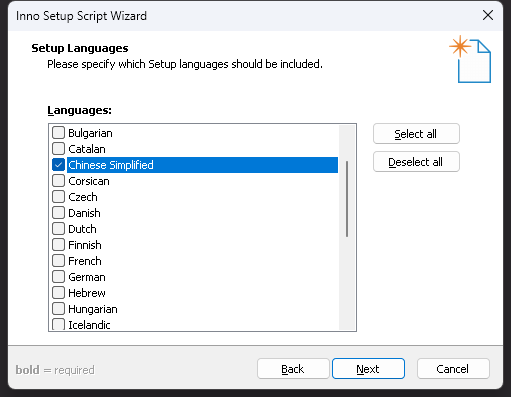 Inno Setup Script Wizard
Setup Languages
Please specify which Setup languages should be included.
Languages:
Bulgarian
Catalan
Chinese Simplified
Corsican
Czech
Danish
Dutch
Finnish
French
German
Hebrew
Hungarian
Icelandic
Select all
Deselect all
bold = required
Back
Next
Cancel